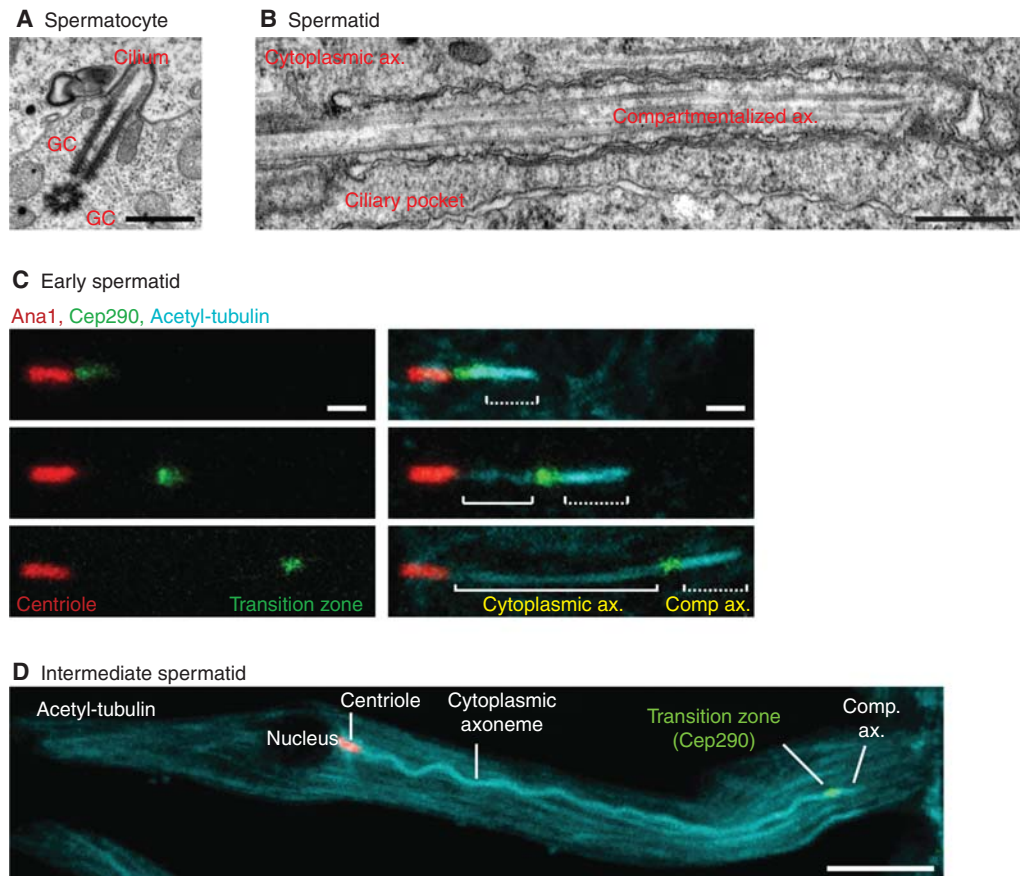 A Spermatocyte
Cilium
GC
GC
B Spermatid
Cytoplasmic ax.
Compartmentalized ax.
Ciliary pocket
C Early spermatid
Ana1, Cep290, Acetyl-tubulin
Centriole
Transition zone
Cytoplasmic ax.
Comp ax.
D Intermediate spermatid
Acetyl-tubulin
Nucleus
Centriole
Cytoplasmic
axoneme
Transition zone
(Cep290)
Comp.
ax.